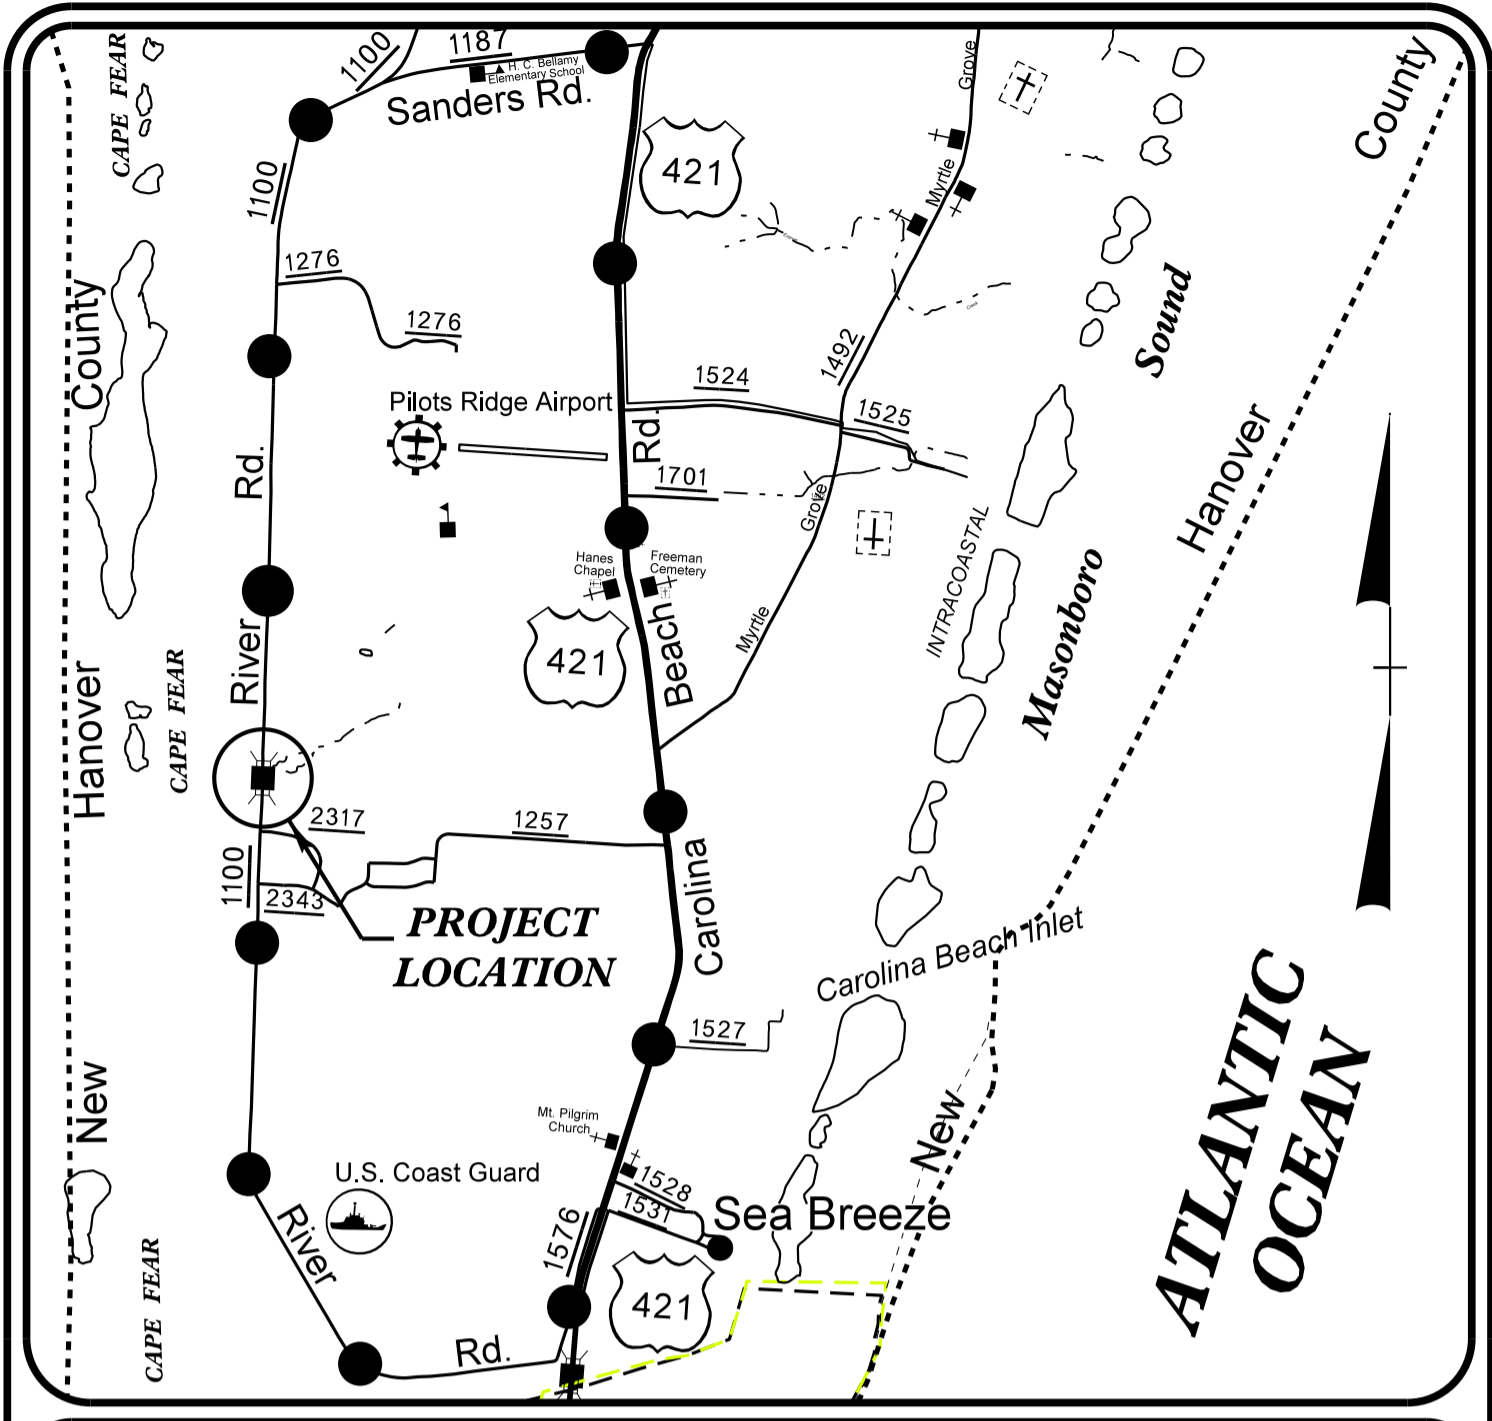 CAPE FEAR
1100
1187
H. C. Bellamy
Elementary School
Sanders Rd.
Grove
County
421
Myrtle
1100
1276
1276
County
Sound
1492
1524
1525
Pilots Ridge Airport
Rd.
Rd.
1701
Grove
Hanover
INTRACOASTAL
Hanes
Chapel
Freeman
Cemetery
421
Beach
Myrtle
Masonboro
River
Hanover
CAPE FEAR
2317
1257
1100
2343
PROJECT
LOCATION
Carolina
Carolina Beach Inlet
ATLANTIC
OCEAN
1527
New
New
Mt. Pilgrim
Church
U.S. Coast Guard
1528
1531
Sea Breeze
1576
River
421
CAPE FEAR
Rd.